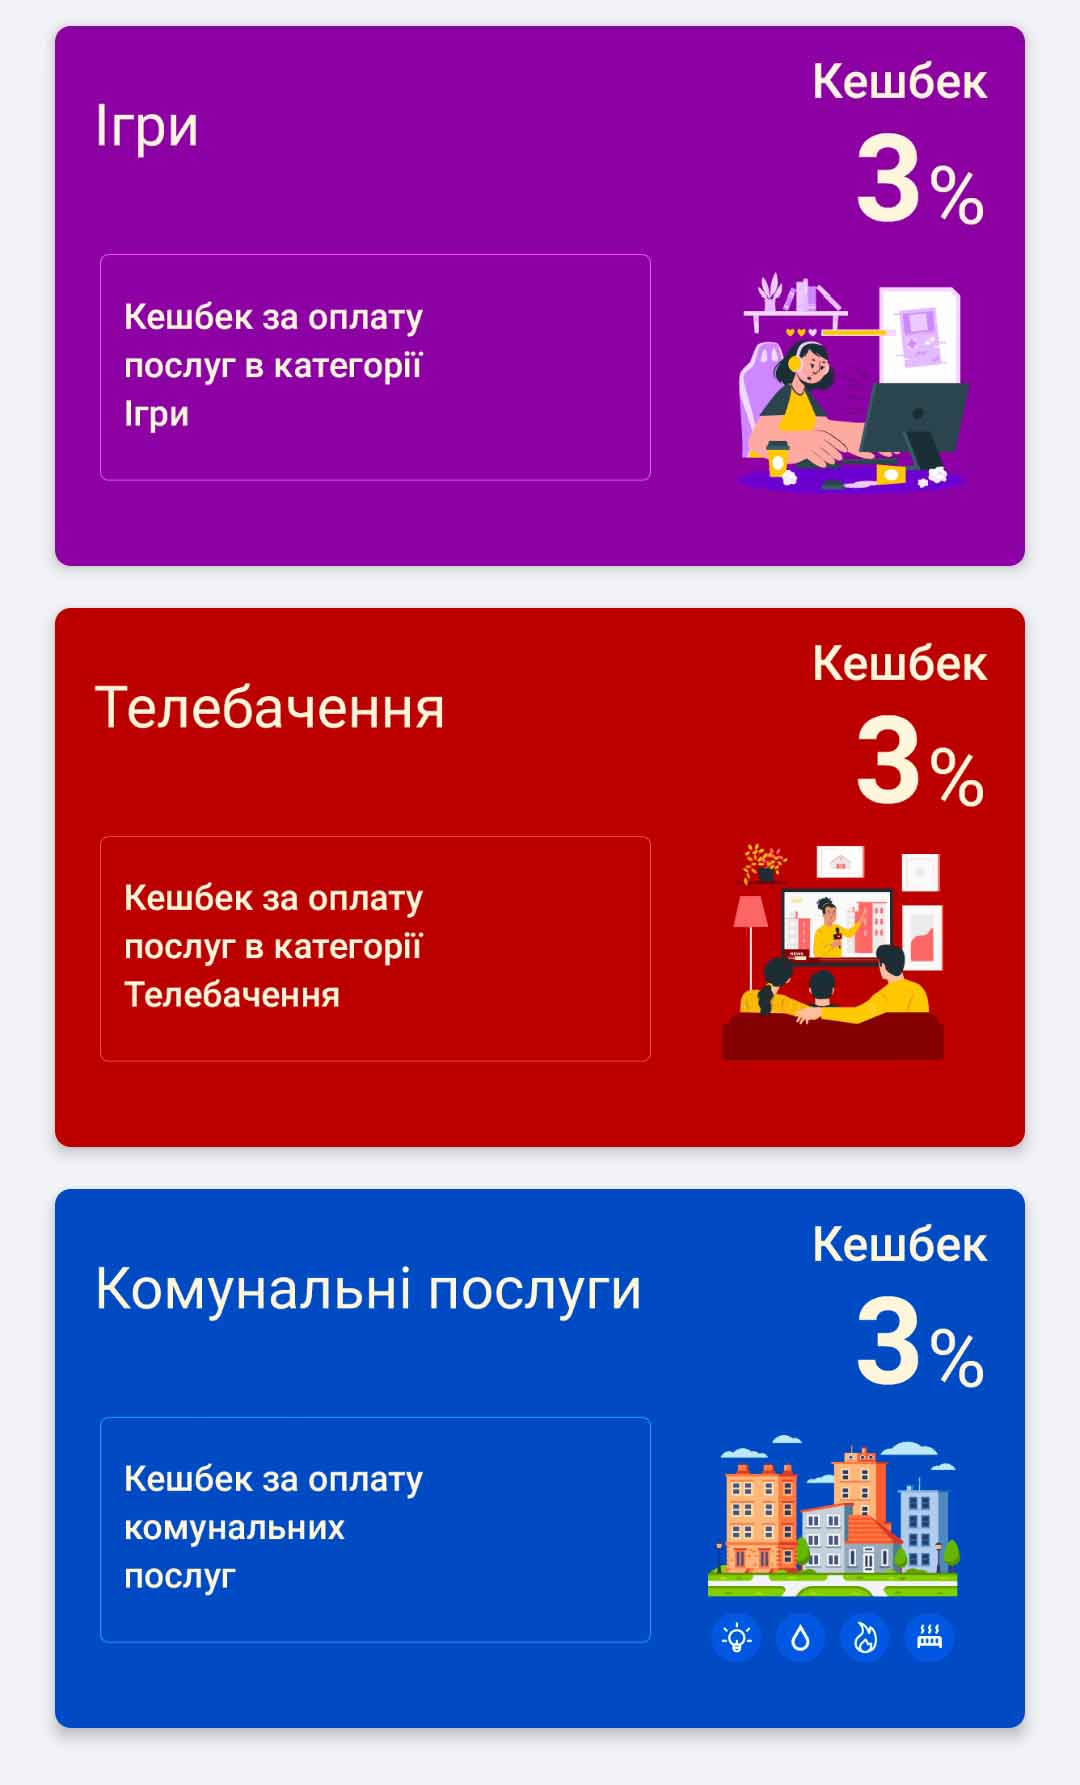 Ігри
Кешбек
3%
Кешбек за оплату
послуг в категорії
Ігри
Телебачення
Кешбек
3%
Кешбек за оплату
послуг в категорії
Телебачення
NEWS
Комунальні послуги
Кешбек
3%
Кешбек за оплату
комунальних
послуг